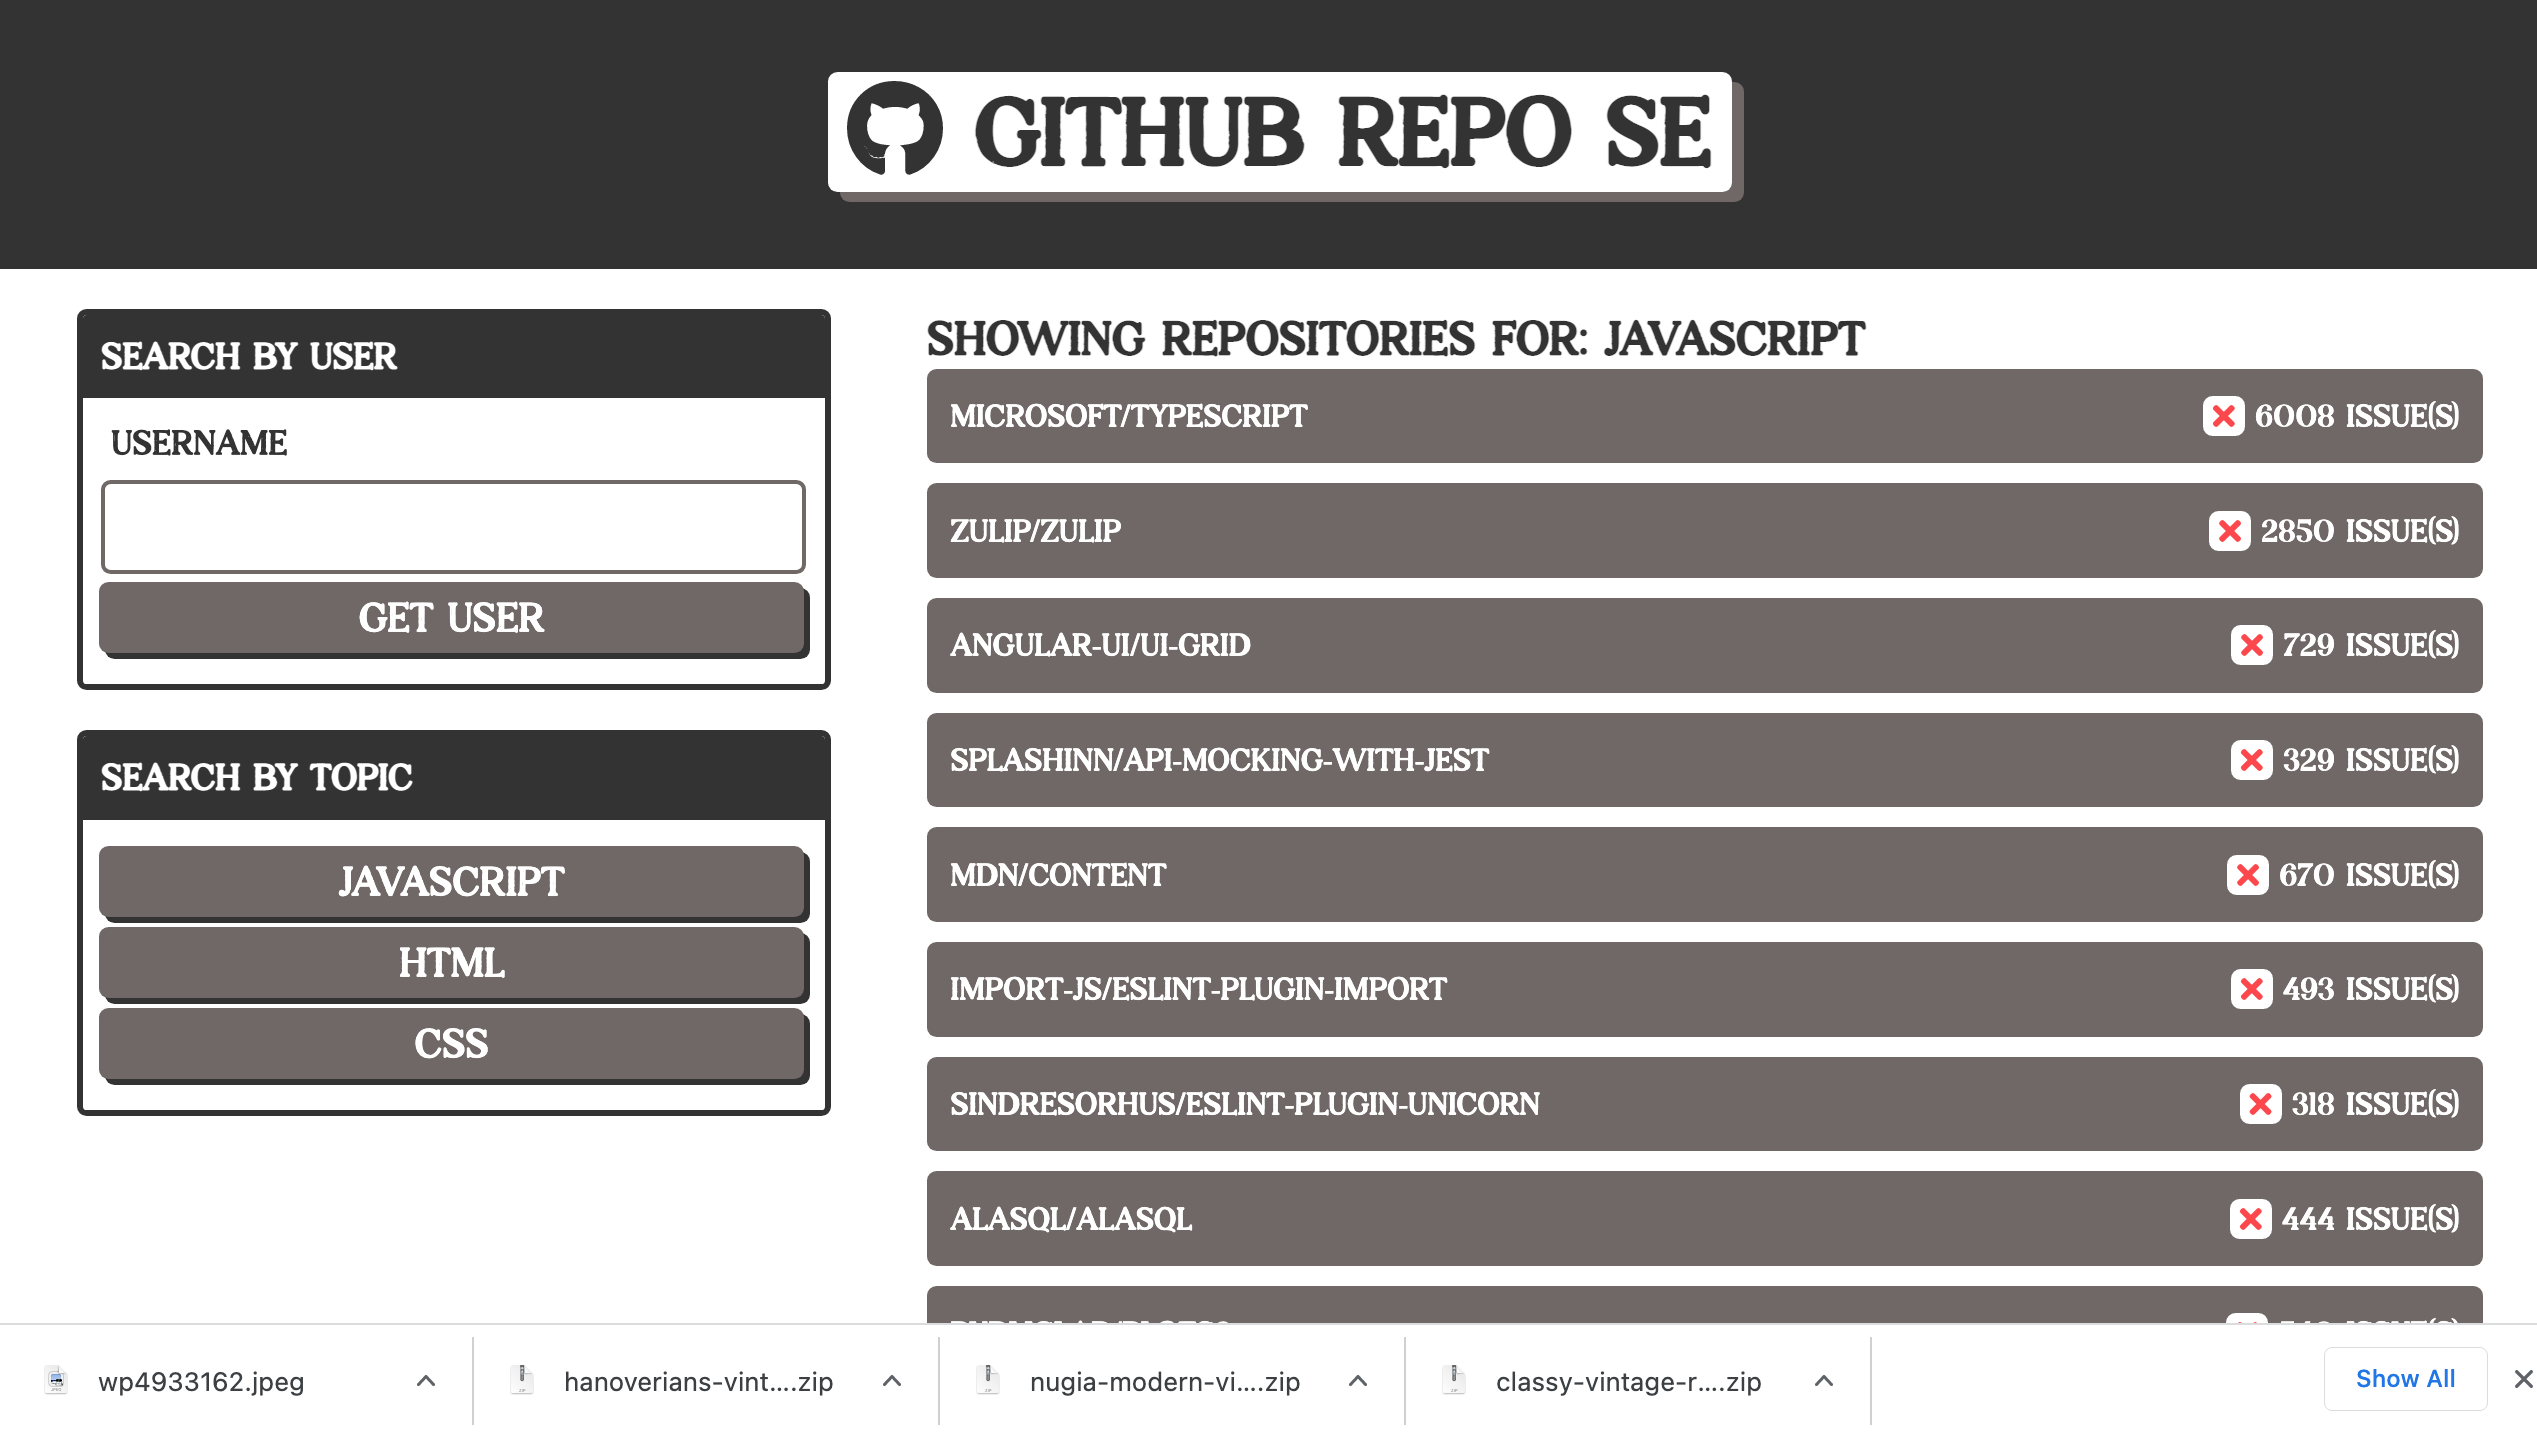 GITHUB REPO SE
SEARCH BY USER
USERNAME
GET USER
SEARCH BY TOPIC
JAVASCRIPT
HTML
CSS
SHOWING REPOSITORIES FOR: JAVASCRIPT
MICROSOFT/TYPESCRIPT 6008 ISSUE(S)
ZULIP/ZULIP 2850 ISSUE(S)
ANGULAR-UI/UI-GRID 729 ISSUE(S)
SPLASHINN/API-MOCKING-WITH-JEST 329 ISSUE(S)
MDN/CONTENT 670 ISSUE(S)
IMPORT-JS/ESLINT-PLUGIN-IMPORT 493 ISSUE(S)
SINDRESORHUS/ESLINT-PLUGIN-UNICORN 318 ISSUE(S)
ALASQL/ALASQL 444 ISSUE(S)
wp4933162.jpeg hanoverians-vint....zip nugia-modern-vi....zip classy-vintage-r....zip Show All